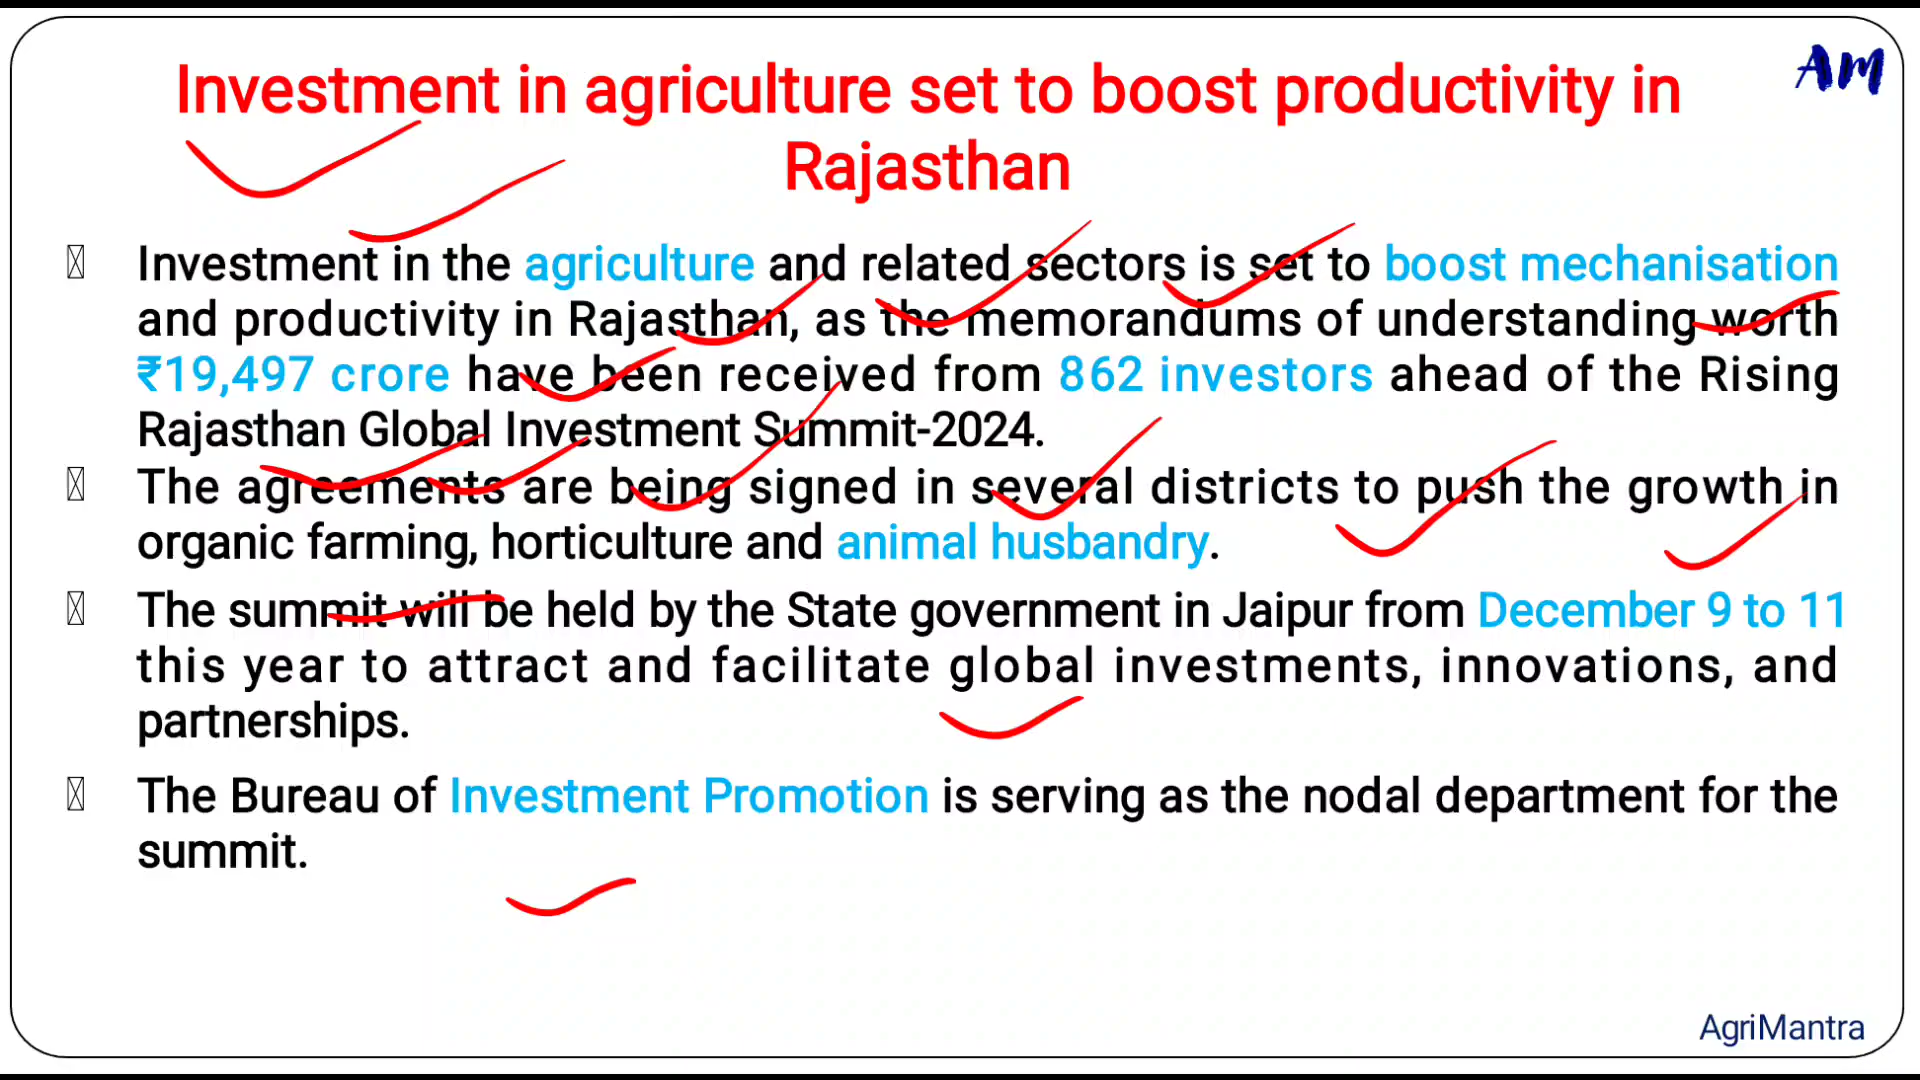 AM
Investment in agriculture set to boost productivity in
Rajasthan
Investment in the agriculture and related sectors is set to boost mechanisation
and productivity in Rajasthan, as the memorandums of understanding worth
₹19,497 crore have been received from 862 investors ahead of the Rising
Rajasthan Global Investment Summit-2024.
The agreements are being signed in several districts to push the growth in
organic farming, horticulture and animal husbandry.
The summit will be held by the State government in Jaipur from December 9 to 11
this year to attract and facilitate global investments, innovations, and
partnerships.
The Bureau of Investment Promotion is serving as the nodal department for the
summit.
AgriMantra